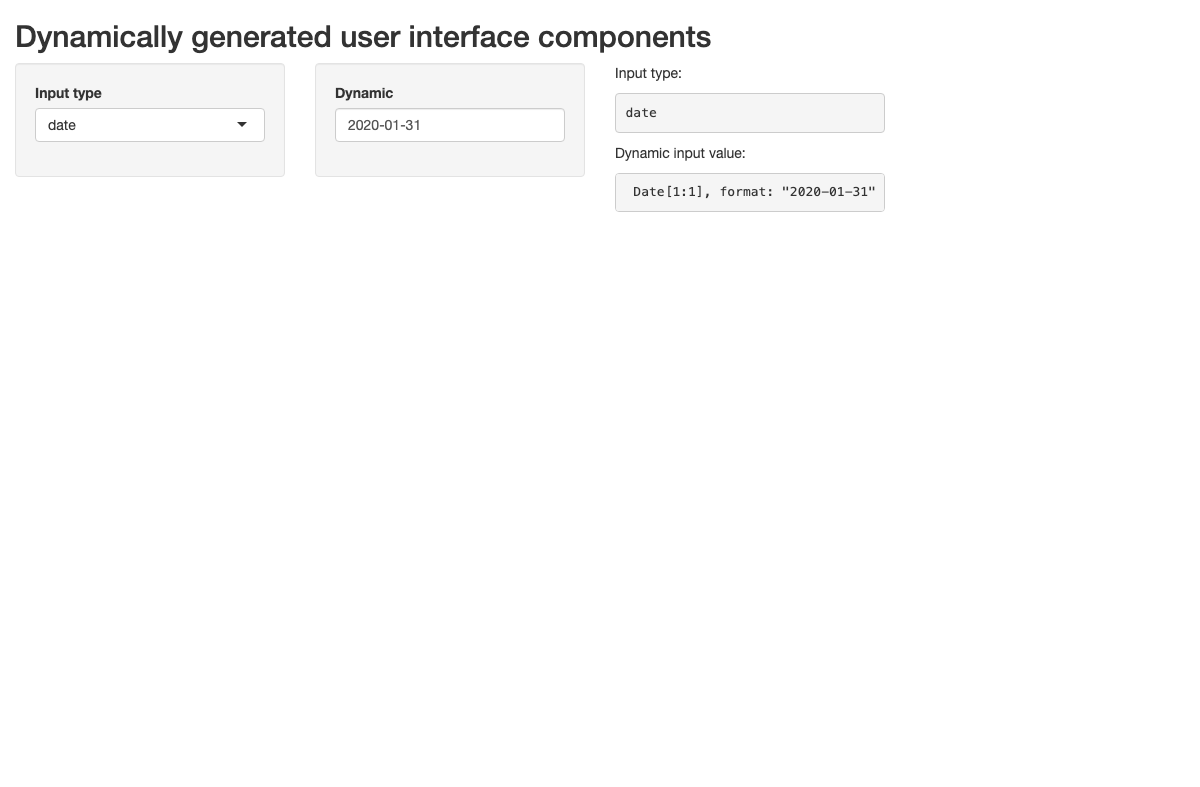 Dynamically generated user interface components
Input type
date
Dynamic
2020-01-31
Input type:
date
Dynamic input value:
Date[1:1], format: "2020-01-31"